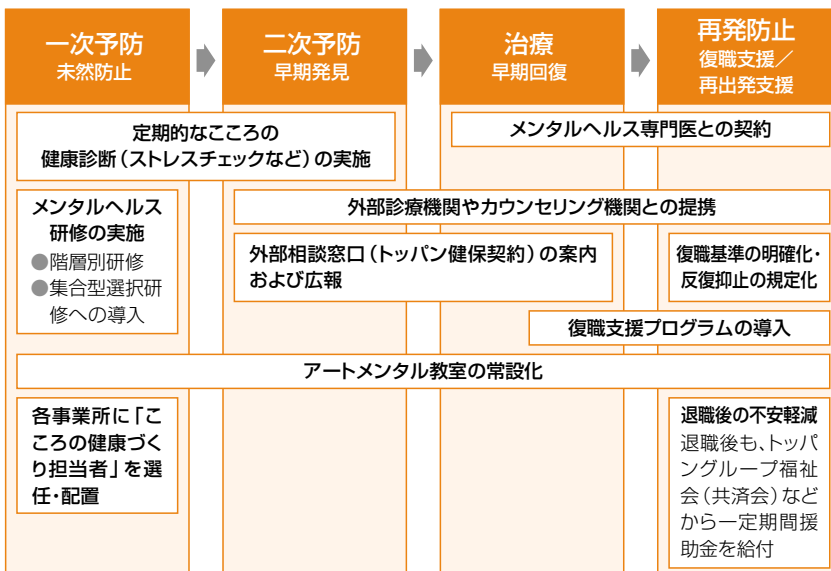 一次予防
未然防止
二次予防
早期発見
治療
早期回復
再発防止
復職支援／
再出発支援
定期的なこころの
健康診断（ストレスチェックなど）の実施
メンタルヘルス専門医との契約
メンタルヘルス
研修の実施
●階層別研修
●集合型選択研
修への導入
外部診療機関やカウンセリング機関との提携
外部相談窓口（トッパン健保契約）の案内
および広報
復職基準の明確化・
反復抑止の規定化
復職支援プログラムの導入
アートメンタル教室の常設化
各事業所に「こ
ころの健康づく
り担当者」を選
任・配置
退職後の不安軽減
退職後も、トッパ
ングループ福祉
会（共済会）など
から一定期間援
助金を給付